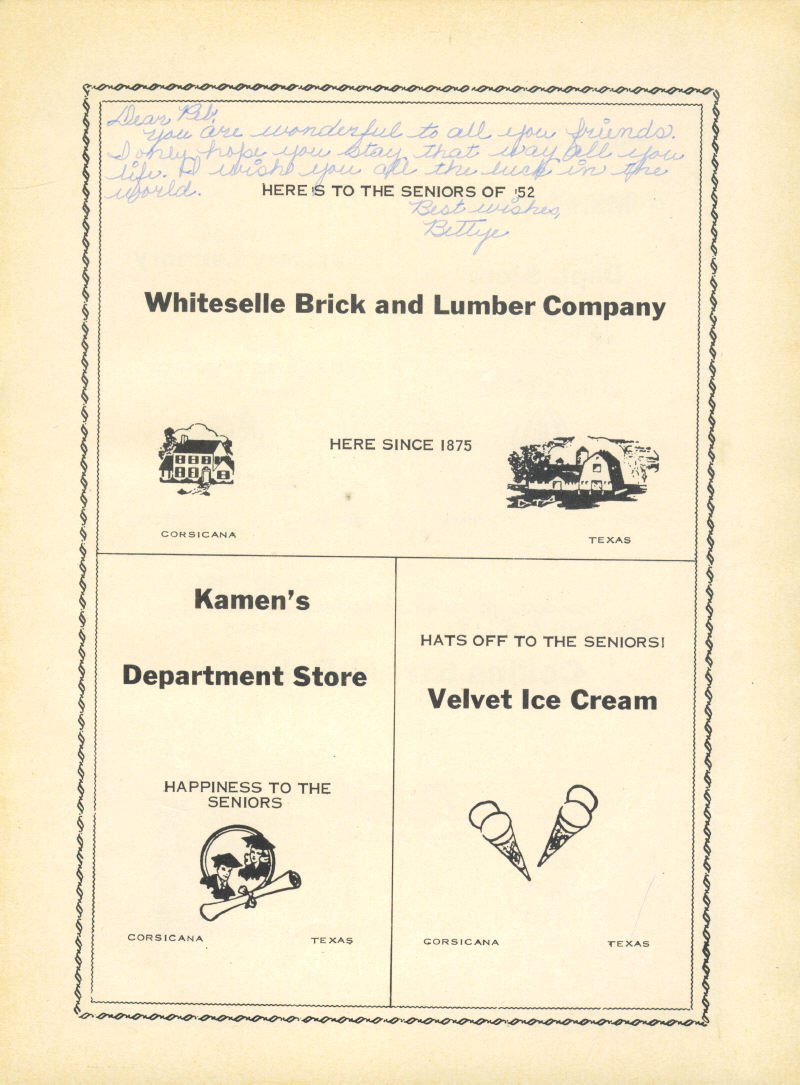 Dear
You are wonderful to all you friends.
I only hope you stay that way all you
life. I wish you all the luck in the
world.
HERE'S TO THE SENIORS OF '52
Best wishes,
Bettye
Whiteselle Brick and Lumber Company
HERE SINCE 1875
CORSICANA
TEXAS
Kamen's
Department Store
HAPPINESS TO THE
SENIORS
CORSICANA
TEXAS
HATS OFF TO THE SENIORS!
Velvet Ice Cream
CORSICANA
TEXAS